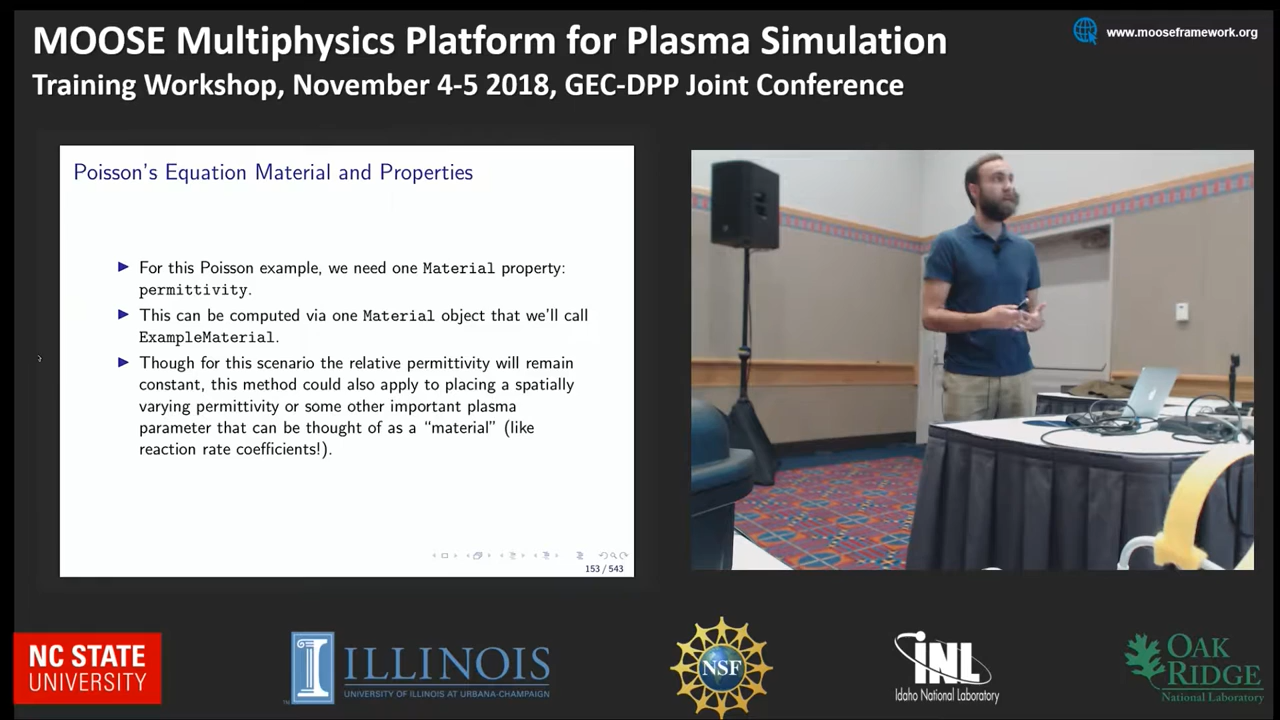 MOOSE Multiphysics Platform for Plasma Simulation
www.mooseframework.org
Training Workshop, November 4-5 2018, GEC-DPP Joint Conference
Poisson's Equation Material and Properties
▶ For this Poisson example, we need one Material property:
permittivity.
▶ This can be computed via one Material object that we'll call
ExampleMaterial.
▶ Though for this scenario the relative permittivity will remain
constant, this method could also apply to placing a spatially
varying permittivity or some other important plasma
parameter that can be thought of as a “material” (like
reaction rate coefficients!).
153 / 543
NC STATE
UNIVERSITY
ILLINOIS
UNIVERSITY OF ILLINOIS AT URBANA-CHAMPAIGN
NSF
INL
Idaho National Laboratory
OAK
RIDGE
National Laboratory